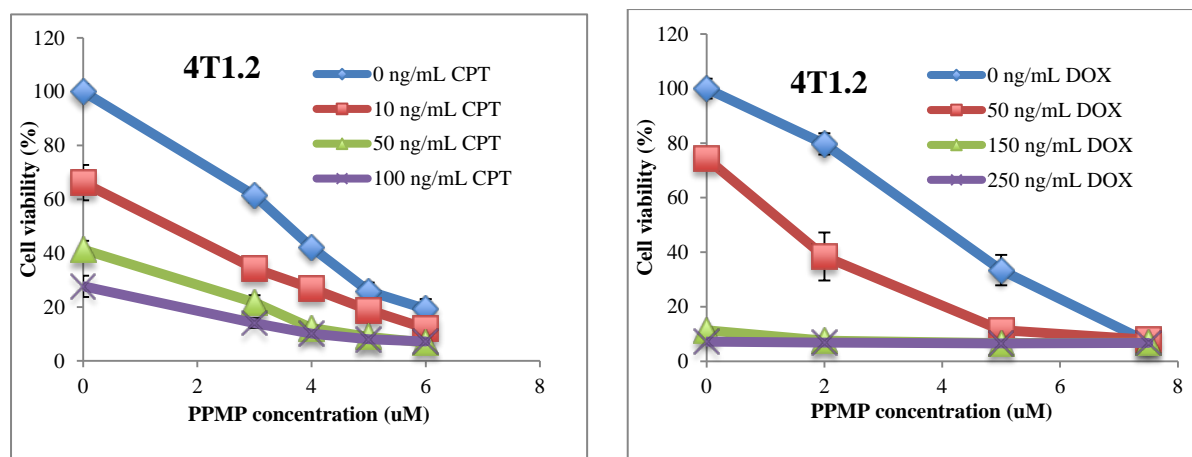 4T1.2
120
100
80
60
40
20
0
Cell viability (%)
0 ng/mL CPT
10 ng/mL CPT
50 ng/mL CPT
100 ng/mL CPT
0
2
4
6
8
PPMP concentration (uM)
4T1.2
120
100
80
60
40
20
0
Cell viability (%)
0 ng/mL DOX
50 ng/mL DOX
150 ng/mL DOX
250 ng/mL DOX
0
2
4
6
8
PPMP concentration (uM)